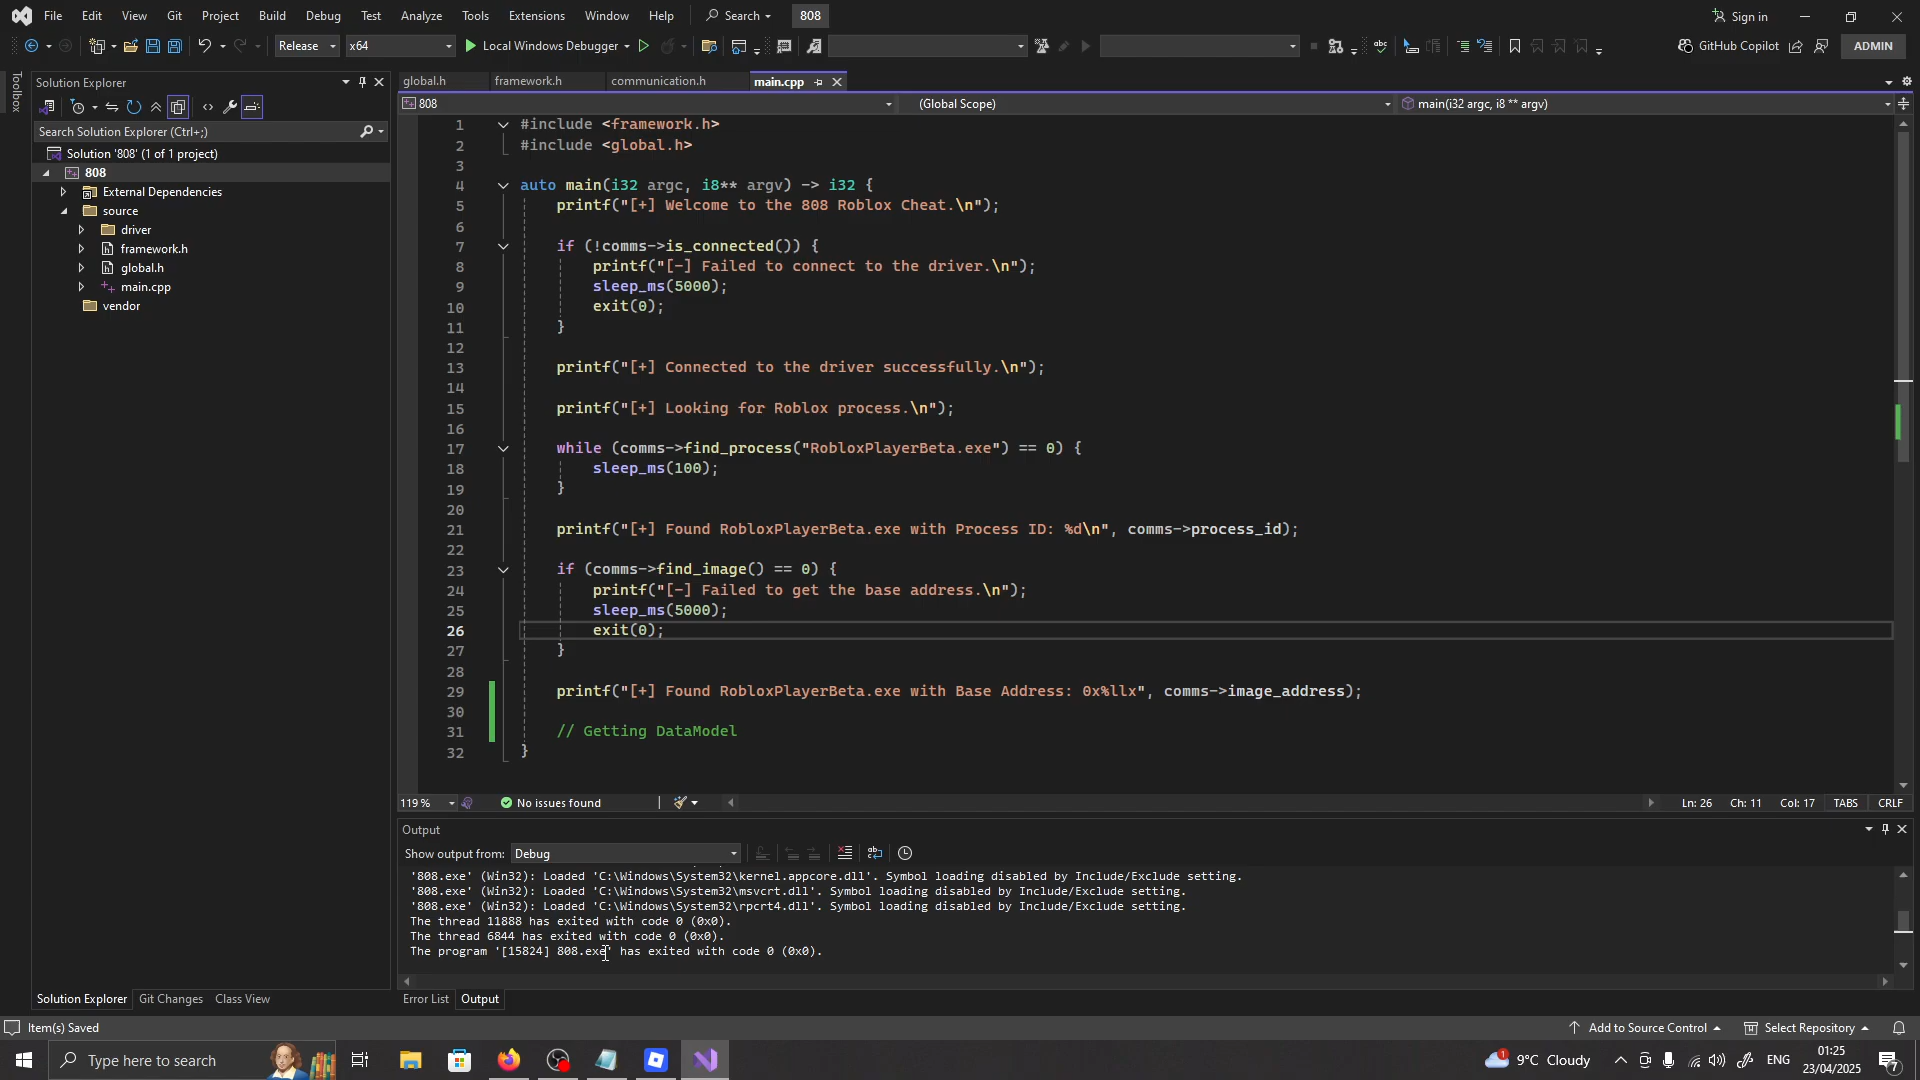 File Edit View Git Project Build Debug Test Analyze Tools Extensions Window Help Search 808 Sign in
Release x64 Local Windows Debugger GitHub Copilot ADMIN
Toolbox
Solution Explorer
Search Solution Explorer (Ctrl+;)
Solution '808' (1 of 1 project)
808
External Dependencies
source
driver
framework.h
global.h
main.cpp
vendor
Solution Explorer Git Changes Class View
global.h framework.h communication.h main.cpp
808 (Global Scope) main(i32 argc, i8 ** argv)
1 #include <framework.h>
2 #include <global.h>
3
4 auto main(i32 argc, i8** argv) -> i32 {
5 printf("[+] Welcome to the 808 Roblox Cheat.\n");
6
7 if (!comms->is_connected()) {
8 printf("[-] Failed to connect to the driver.\n");
9 sleep_ms(5000);
10 exit(0);
11 }
12
13 printf("[+] Connected to the driver successfully.\n");
14
15 printf("[+] Looking for Roblox process.\n");
16
17 while (comms->find_process("RobloxPlayerBeta.exe") == 0) {
18 sleep_ms(100);
19 }
20
21 printf("[+] Found RobloxPlayerBeta.exe with Process ID: %d\n", comms->process_id);
22
23 if (comms->find_image() == 0) {
24 printf("[-] Failed to get the base address.\n");
25 sleep_ms(5000);
26 exit(0);
27 }
28
29 printf("[+] Found RobloxPlayerBeta.exe with Base Address: 0x%llx", comms->image_address);
30
31 // Getting DataModel
32 }
119 % No issues found Ln: 26 Ch: 11 Col: 17 TABS CRLF
Output
Show output from: Debug
'808.exe' (Win32): Loaded 'C:\Windows\System32\kernel.appcore.dll'. Symbol loading disabled by Include/Exclude setting.
'808.exe' (Win32): Loaded 'C:\Windows\System32\msvcrt.dll'. Symbol loading disabled by Include/Exclude setting.
'808.exe' (Win32): Loaded 'C:\Windows\System32\rpcrt4.dll'. Symbol loading disabled by Include/Exclude setting.
The thread 11888 has exited with code 0 (0x0).
The thread 6844 has exited with code 0 (0x0).
The program '[15824] 808.exe' has exited with code 0 (0x0).
Error List Output
Item(s) Saved Add to Source Control Select Repository
Type here to search 1 9°C Cloudy ENG 01:25
23/04/2025 7